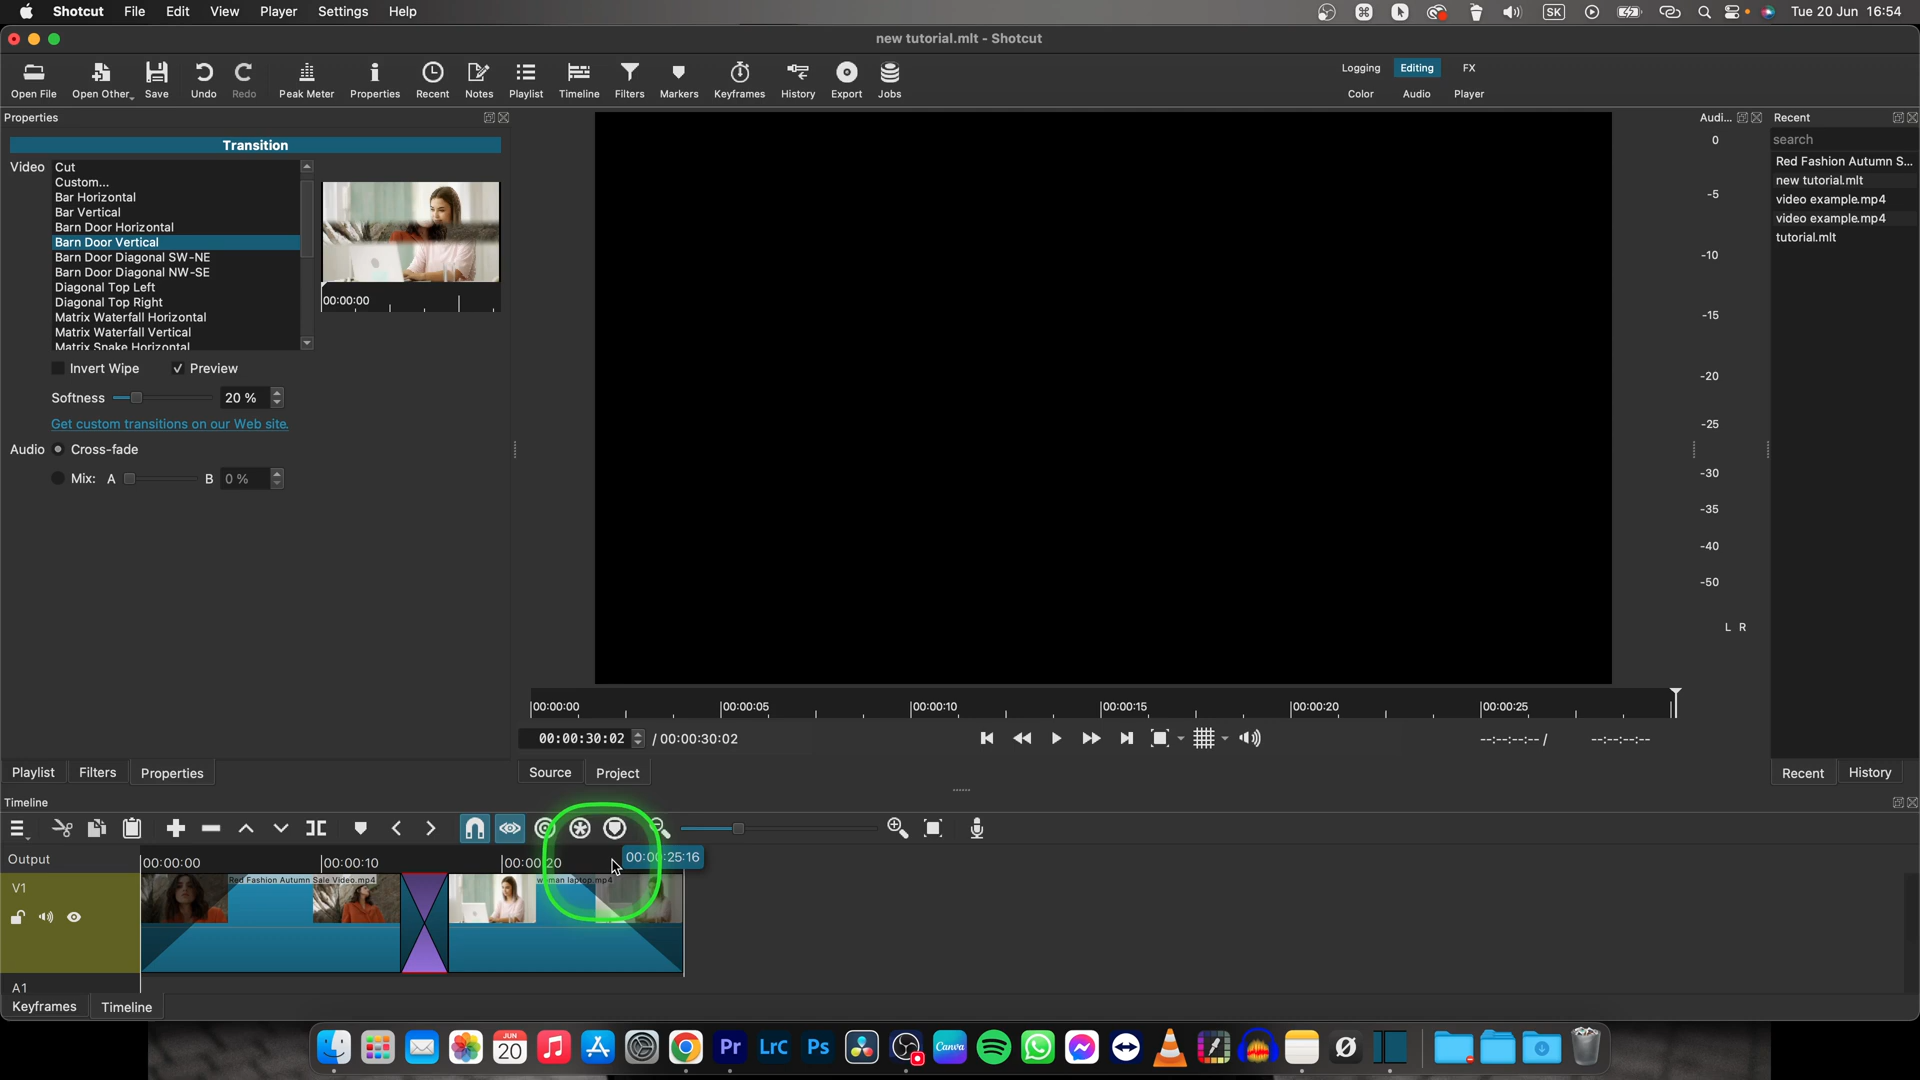 Shotcut File Edit View Player Settings Help SK Tue 20 Jun 16:54
new tutorial.mlt - Shotcut
Open File Open Other Save Undo Redo Peak Meter Properties Recent Notes Playlist Timeline Filters Markers Keyframes History Export Jobs
Logging Editing FX
Color Audio Player
Properties
Audi... Recent
Transition
search
Video
Cut
Custom...
Bar Horizontal
Bar Vertical
Barn Door Horizontal
Barn Door Vertical
Barn Door Diagonal SW-NE
Barn Door Diagonal NW-SE
Diagonal Top Left
Diagonal Top Right
Matrix Waterfall Horizontal
Matrix Waterfall Vertical
Matrix Snake Horizontal
00:00:00
Invert Wipe Preview
Softness 20 %
Get custom transitions on our Web site.
Audio Cross-fade
Mix: A B 0 %
0
-5
-10
-15
-20
-25
-30
-35
-40
-50
L R
Red Fashion Autumn S...
new tutorial.mlt
video example.mp4
video example.mp4
tutorial.mlt
00:00:00 00:00:05 00:00:10 00:00:15 00:00:20 00:00:25
00:00:30:02 / 00:00:30:02 --:--:--:-- / --:--:--:--
Playlist Filters Properties Source Project Recent History
Timeline
Output 00:00:00 00:00:10 00:00:20 00:00:25:16
V1 Red Fashion Autumn Sale Video.mp4 woman laptop.mp4
A1
Keyframes Timeline
JUN
20
Pr LrC Ps Canva